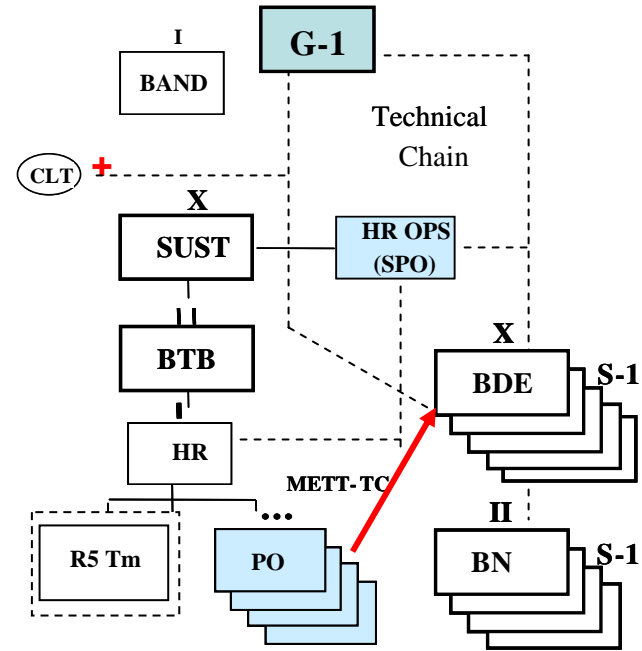 I
G-1
BAND
Technical
Chain
CLT
X
SUST
HR OPS
(SPO)
II
BTB
X
BDE
S-1
I
HR
METT-TC
•••
R5 Tm
PO
II
BN
S-1